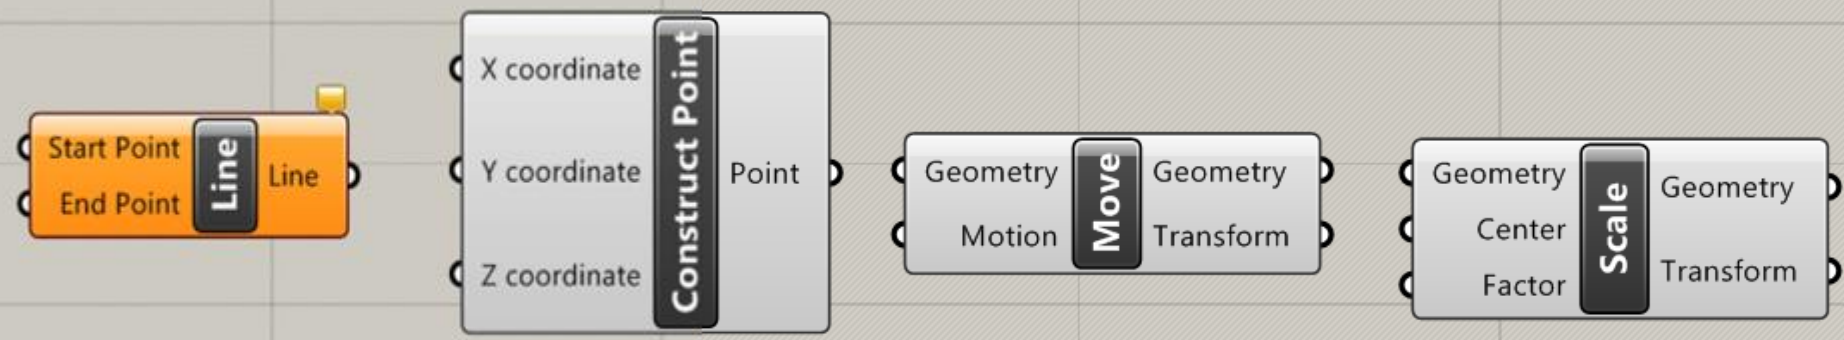 Start Point
End Point
Line
Line
X coordinate
Y coordinate
Z coordinate
Construct Point
Point
Geometry
Motion
Move
Geometry
Transform
Geometry
Center
Factor
Scale
Geometry
Transform